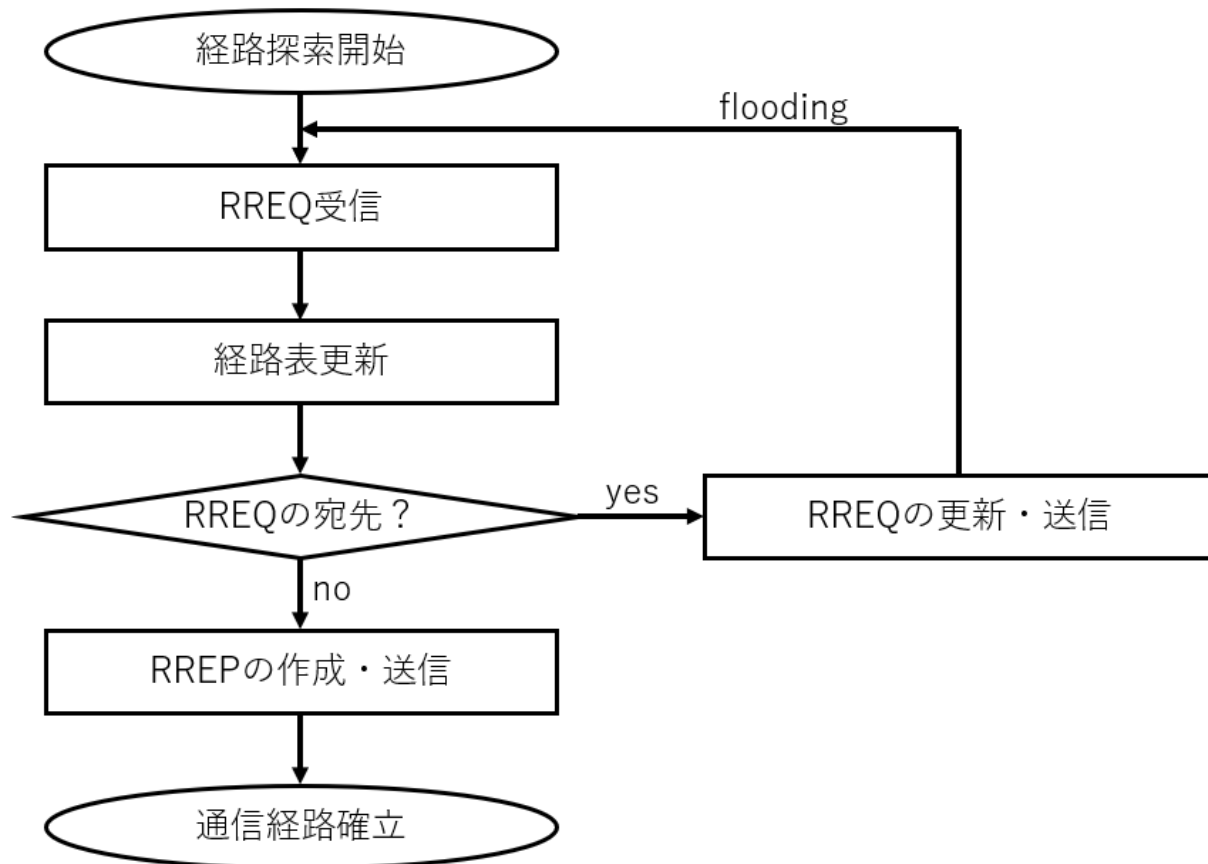 経路探索開始
flooding
RREQ受信
経路表更新
RREQの宛先？
yes
RREQの更新・送信
no
RREPの作成・送信
通信経路確立